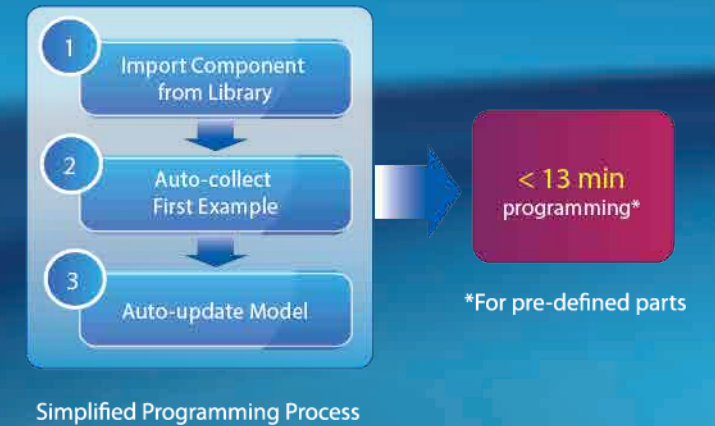 1
Import Component
from Library
2
Auto-collect
First Example
3
Auto-update Model
< 13 min
programming*
*For pre-defined parts
Simplified Programming Process